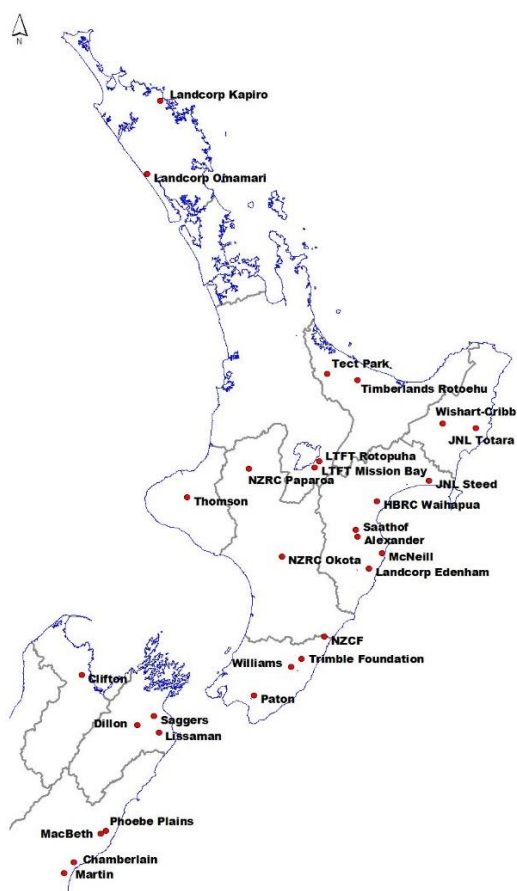 N
Landcorp Kapiro
Landcorp Omamari
Tect Park.
Timberlands Rotoehu
Wishart-Cribb
JNL Totara
LTFT Rotopuha
LTFT Mission Bay
NZRC Paparoa
JNL Steed
Thomson
HBRC Waihapua
Saathof
Alexander
McNeill
NZRC Okota
Landcorp Edenham
NZCF
Trimble Foundation
Williams
Clifton
Paton
Saggers
Dillon
Lissaman
Phoebe Plains
MacBeth
Chamberlain
Martin